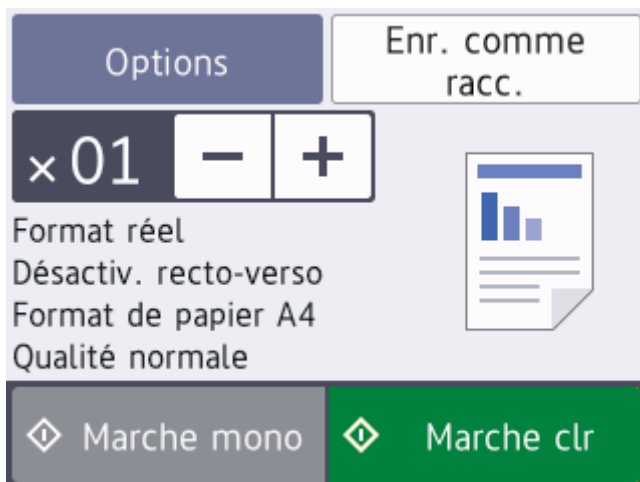 Options
Enr. comme
racc.
×01 − +
Format réel
Désactiv. recto-verso
Format de papier A4
Qualité normale
Marche mono
Marche clr